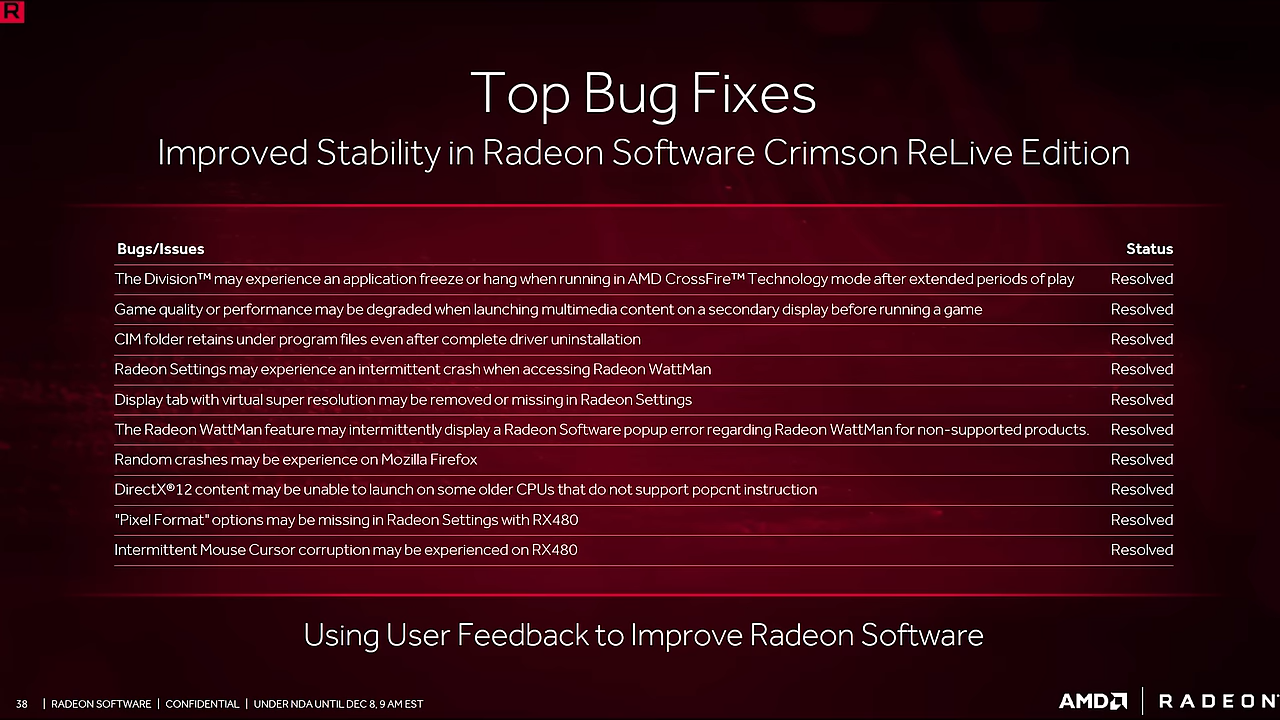 R
Top Bug Fixes
Improved Stability in Radeon Software Crimson ReLive Edition
Bugs/Issues Status
The Division™ may experience an application freeze or hang when running in AMD CrossFire™ Technology mode after extended periods of play Resolved
Game quality or performance may be degraded when launching multimedia content on a secondary display before running a game Resolved
CIM folder retains under program files even after complete driver uninstallation Resolved
Radeon Settings may experience an intermittent crash when accessing Radeon WattMan Resolved
Display tab with virtual super resolution may be removed or missing in Radeon Settings Resolved
The Radeon WattMan feature may intermittently display a Radeon Software popup error regarding Radeon WattMan for non-supported products. Resolved
Random crashes may be experience on Mozilla Firefox Resolved
DirectX®12 content may be unable to launch on some older CPUs that do not support popcnt instruction Resolved
"Pixel Format" options may be missing in Radeon Settings with RX480 Resolved
Intermittent Mouse Cursor corruption may be experienced on RX480 Resolved
Using User Feedback to Improve Radeon Software
38 | RADEON SOFTWARE | CONFIDENTIAL | UNDER NDA UNTIL DEC 8, 9 AM EST
AMD | RADEON